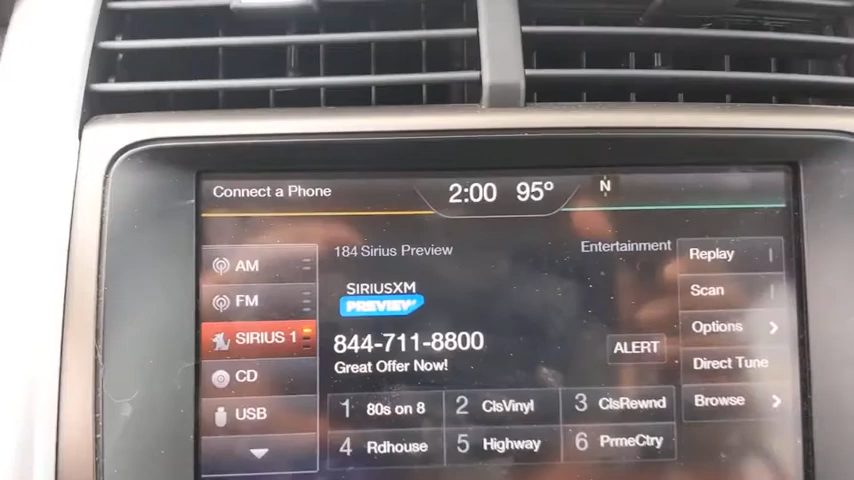 Connect a Phone
2:00 95° N
184 Sirius Preview
Entertainment
AM
FM
SIRIUS 1
CD
USB
SIRIUSXM
PREVIEW
844-711-8800
Great Offer Now!
ALERT
Replay
Scan
Options
Direct Tune
Browse
1 80s on 8
2 ClsVinyl
3 ClsRewnd
4 Rdhouse
5 Highway
6 PrmeCtry